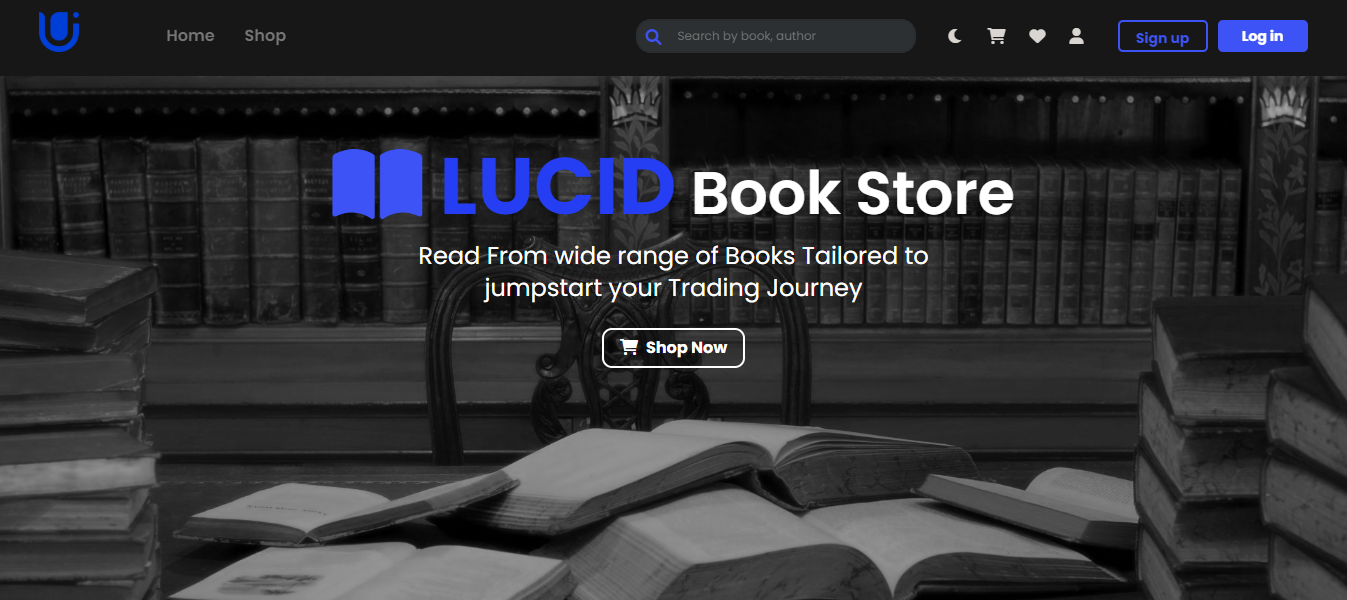 Home Shop Search by book, author Sign up Log in
LUCID Book Store
Read From wide range of Books Tailored to
jumpstart your Trading Journey
Shop Now